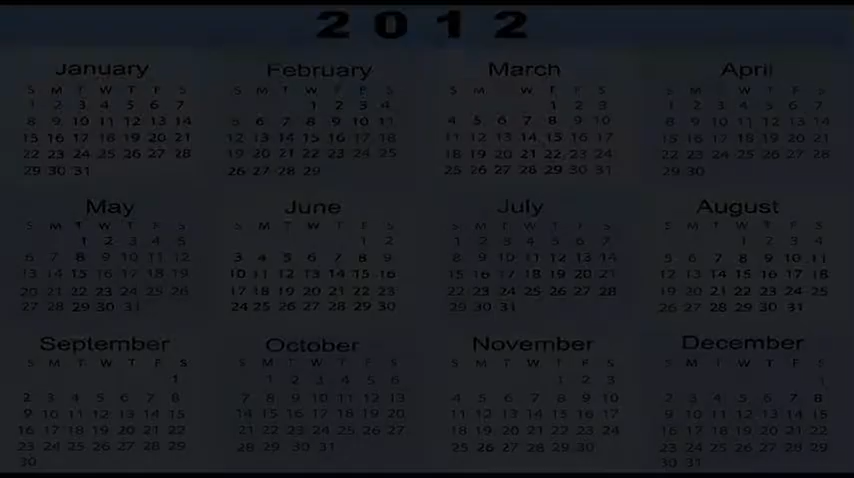 2012
January
S M T W T F S
1 2 3 4 5 6 7
8 9 10 11 12 13 14
15 16 17 18 19 20 21
22 23 24 25 26 27 28
29 30 31
February
S M T W T F S
1 2 3 4
5 6 7 8 9 10 11
12 13 14 15 16 17 18
19 20 21 22 23 24 25
26 27 28 29
March
S M T W T F S
1 2 3
4 5 6 7 8 9 10
11 12 13 14 15 16 17
18 19 20 21 22 23 24
25 26 27 28 29 30 31
April
S M T W T F S
1 2 3 4 5 6 7
8 9 10 11 12 13 14
15 16 17 18 19 20 21
22 23 24 25 26 27 28
29 30
May
S M T W T F S
1 2 3 4 5
6 7 8 9 10 11 12
13 14 15 16 17 18 19
20 21 22 23 24 25 26
27 28 29 30 31
June
S M T W T F S
1 2
3 4 5 6 7 8 9
10 11 12 13 14 15 16
17 18 19 20 21 22 23
24 25 26 27 28 29 30
July
S M T W T F S
1 2 3 4 5 6 7
8 9 10 11 12 13 14
15 16 17 18 19 20 21
22 23 24 25 26 27 28
29 30 31
August
S M T W T F S
1 2 3 4
5 6 7 8 9 10 11
12 13 14 15 16 17 18
19 20 21 22 23 24 25
26 27 28 29 30 31
September
S M T W T F S
1
2 3 4 5 6 7 8
9 10 11 12 13 14 15
16 17 18 19 20 21 22
23 24 25 26 27 28 29
30
October
S M T W T F S
1 2 3 4 5 6
7 8 9 10 11 12 13
14 15 16 17 18 19 20
21 22 23 24 25 26 27
28 29 30 31
November
S M T W T F S
1 2 3
4 5 6 7 8 9 10
11 12 13 14 15 16 17
18 19 20 21 22 23 24
25 26 27 28 29 30
December
S M T W T F S
1
2 3 4 5 6 7 8
9 10 11 12 13 14 15
16 17 18 19 20 21 22
23 24 25 26 27 28 29
30 31